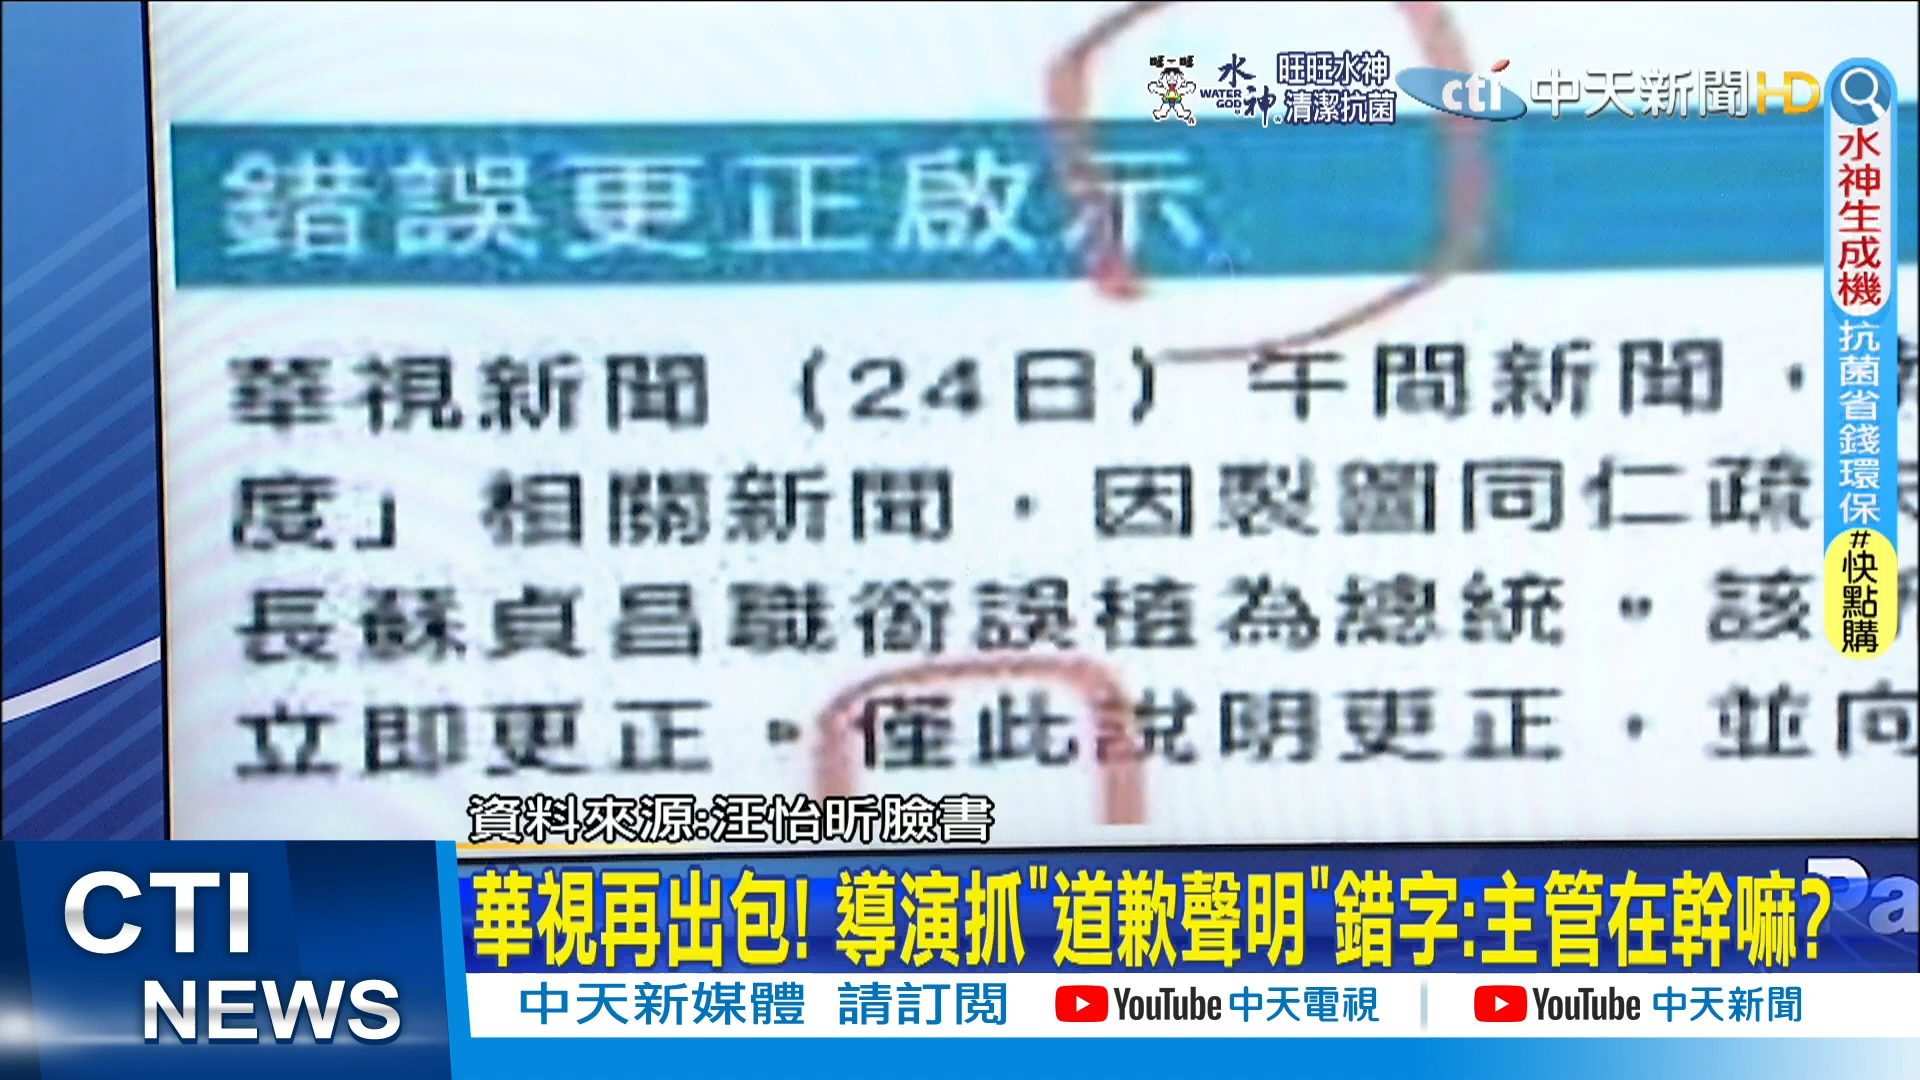 旺一旺
水神
WATER GOD
旺旺水神
清潔抗菌
cti 中天新聞HD
水神生成機
抗菌省錢環保
#快點購
錯誤更正啟示
華視新聞（24日）午間新聞，
度」相關新聞，因製圖同仁疏
長蘇貞昌職銜誤植為總統。該
立即更正。僅此說明更正，並向
資料來源:汪怡昕臉書
華視再出包! 導演抓"道歉聲明"錯字:主管在幹嘛?
Pa
CTI
NEWS
中天新媒體 請訂閱 YouTube 中天電視 | YouTube 中天新聞